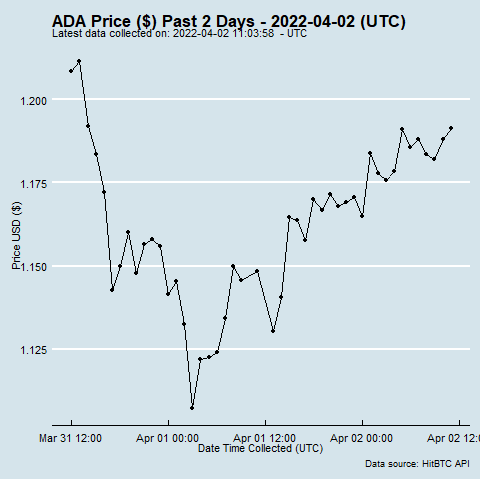 ADA Price ($) Past 2 Days - 2022-04-02 (UTC)
Latest data collected on: 2022-04-02 11:03:58 - UTC
1.200
1.175
1.150
1.125
Price USD ($)
Mar 31 12:00 Apr 01 00:00 Apr 01 12:00 Apr 02 00:00 Apr 02 12:
Date Time Collected (UTC)
Data source: HitBTC API